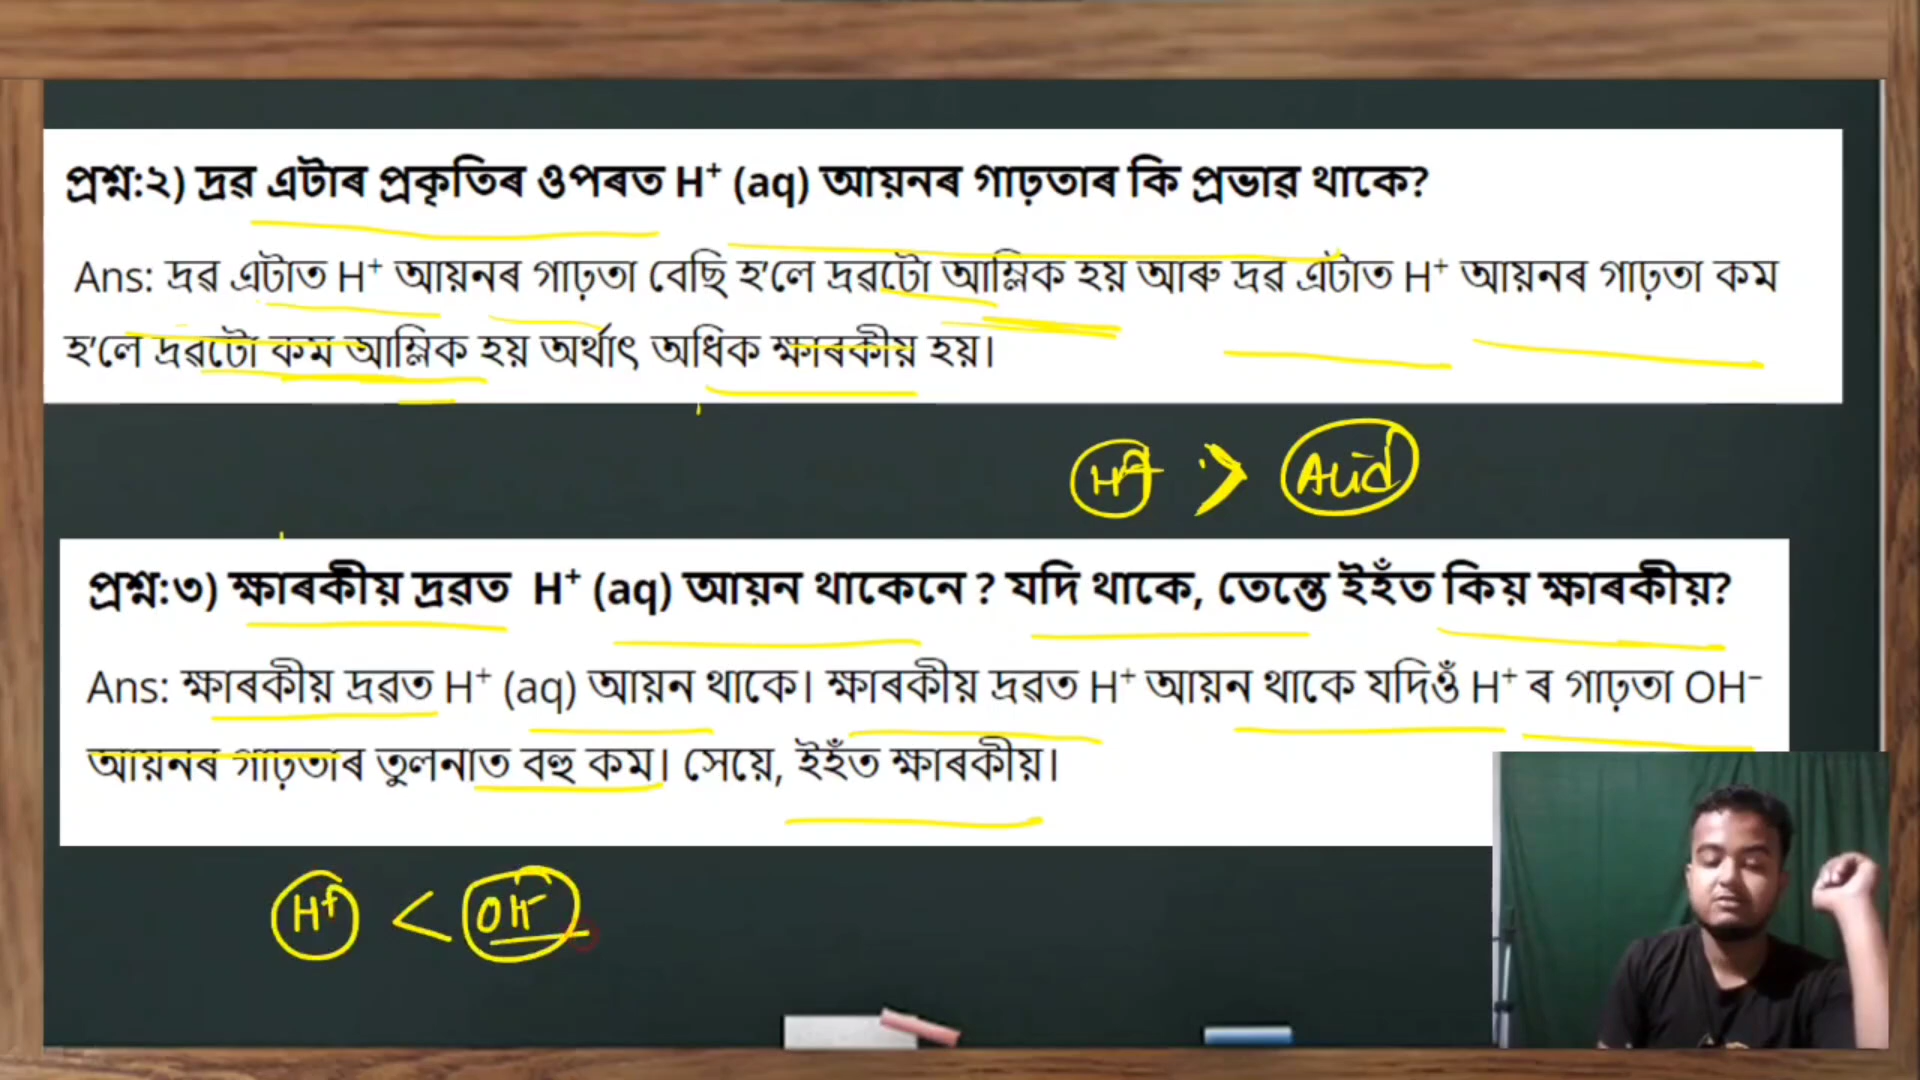 প্ৰশ্ন:২) দ্ৰৱ এটাৰ প্ৰকৃতিৰ ওপৰত H⁺ (aq) আয়নৰ গাঢ়তাৰ কি প্ৰভাৱ থাকে?
Ans: দ্ৰৱ এটাত H⁺ আয়নৰ গাঢ়তা বেছি হ’লে দ্ৰৱটো আম্লিক হয় আৰু দ্ৰৱ এটাত H⁺ আয়নৰ গাঢ়তা কম
হ’লে দ্ৰৱটো কম আম্লিক হয় অৰ্থাৎ অধিক ক্ষাৰকীয় হয়।
H⁺ > Acid
প্ৰশ্ন:৩) ক্ষাৰকীয় দ্ৰৱত H⁺ (aq) আয়ন থাকেনে ? যদি থাকে, তেন্তে ইহঁত কিয় ক্ষাৰকীয়?
Ans: ক্ষাৰকীয় দ্ৰৱত H⁺ (aq) আয়ন থাকে। ক্ষাৰকীয় দ্ৰৱত H⁺ আয়ন থাকে যদিওঁ H⁺ ৰ গাঢ়তা OH⁻
আয়নৰ গাঢ়তাৰ তুলনাত বহু কম। সেয়ে, ইহঁত ক্ষাৰকীয়।
H⁺ < OH⁻